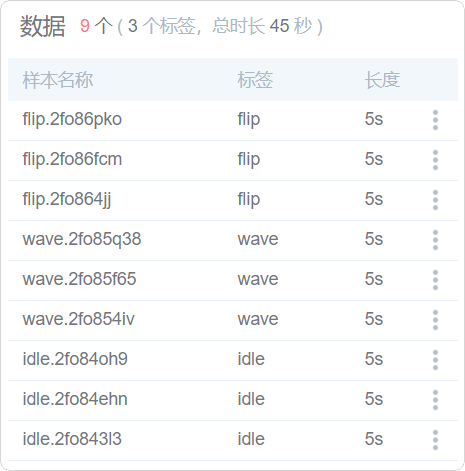 数据 9 个 ( 3 个标签，总时长 45 秒 )
样本名称 标签 长度
flip.2fo86pko flip 5s
flip.2fo86fcm flip 5s
flip.2fo864jj flip 5s
wave.2fo85q38 wave 5s
wave.2fo85f65 wave 5s
wave.2fo854iv wave 5s
idle.2fo84oh9 idle 5s
idle.2fo84ehn idle 5s
idle.2fo843l3 idle 5s